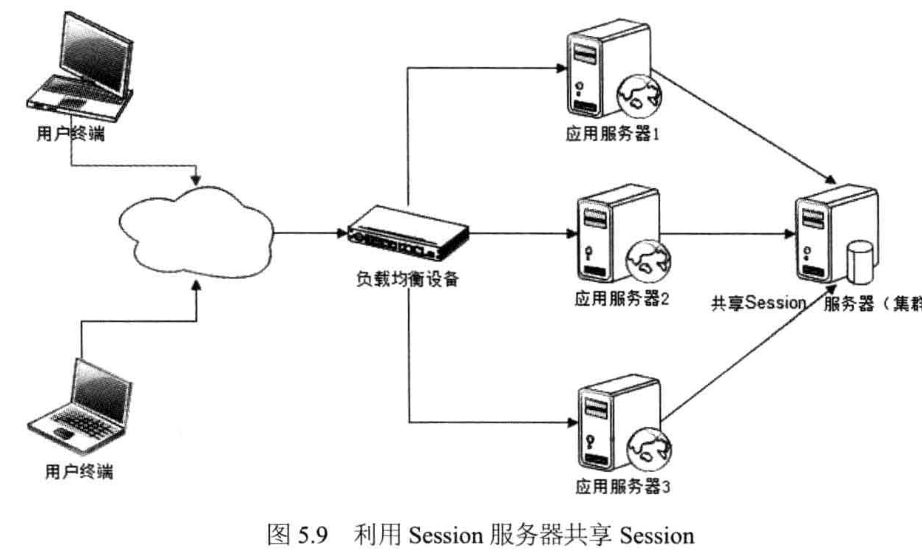 用户终端
应用服务器1
负载均衡设备
应用服务器2
共享Session 服务器（集群
用户终端
应用服务器3
图 5.9 利用 Session 服务器共享 Session